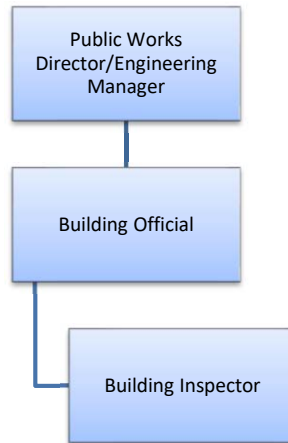 Public Works
Director/Engineering
Manager
Building Official
Building Inspector